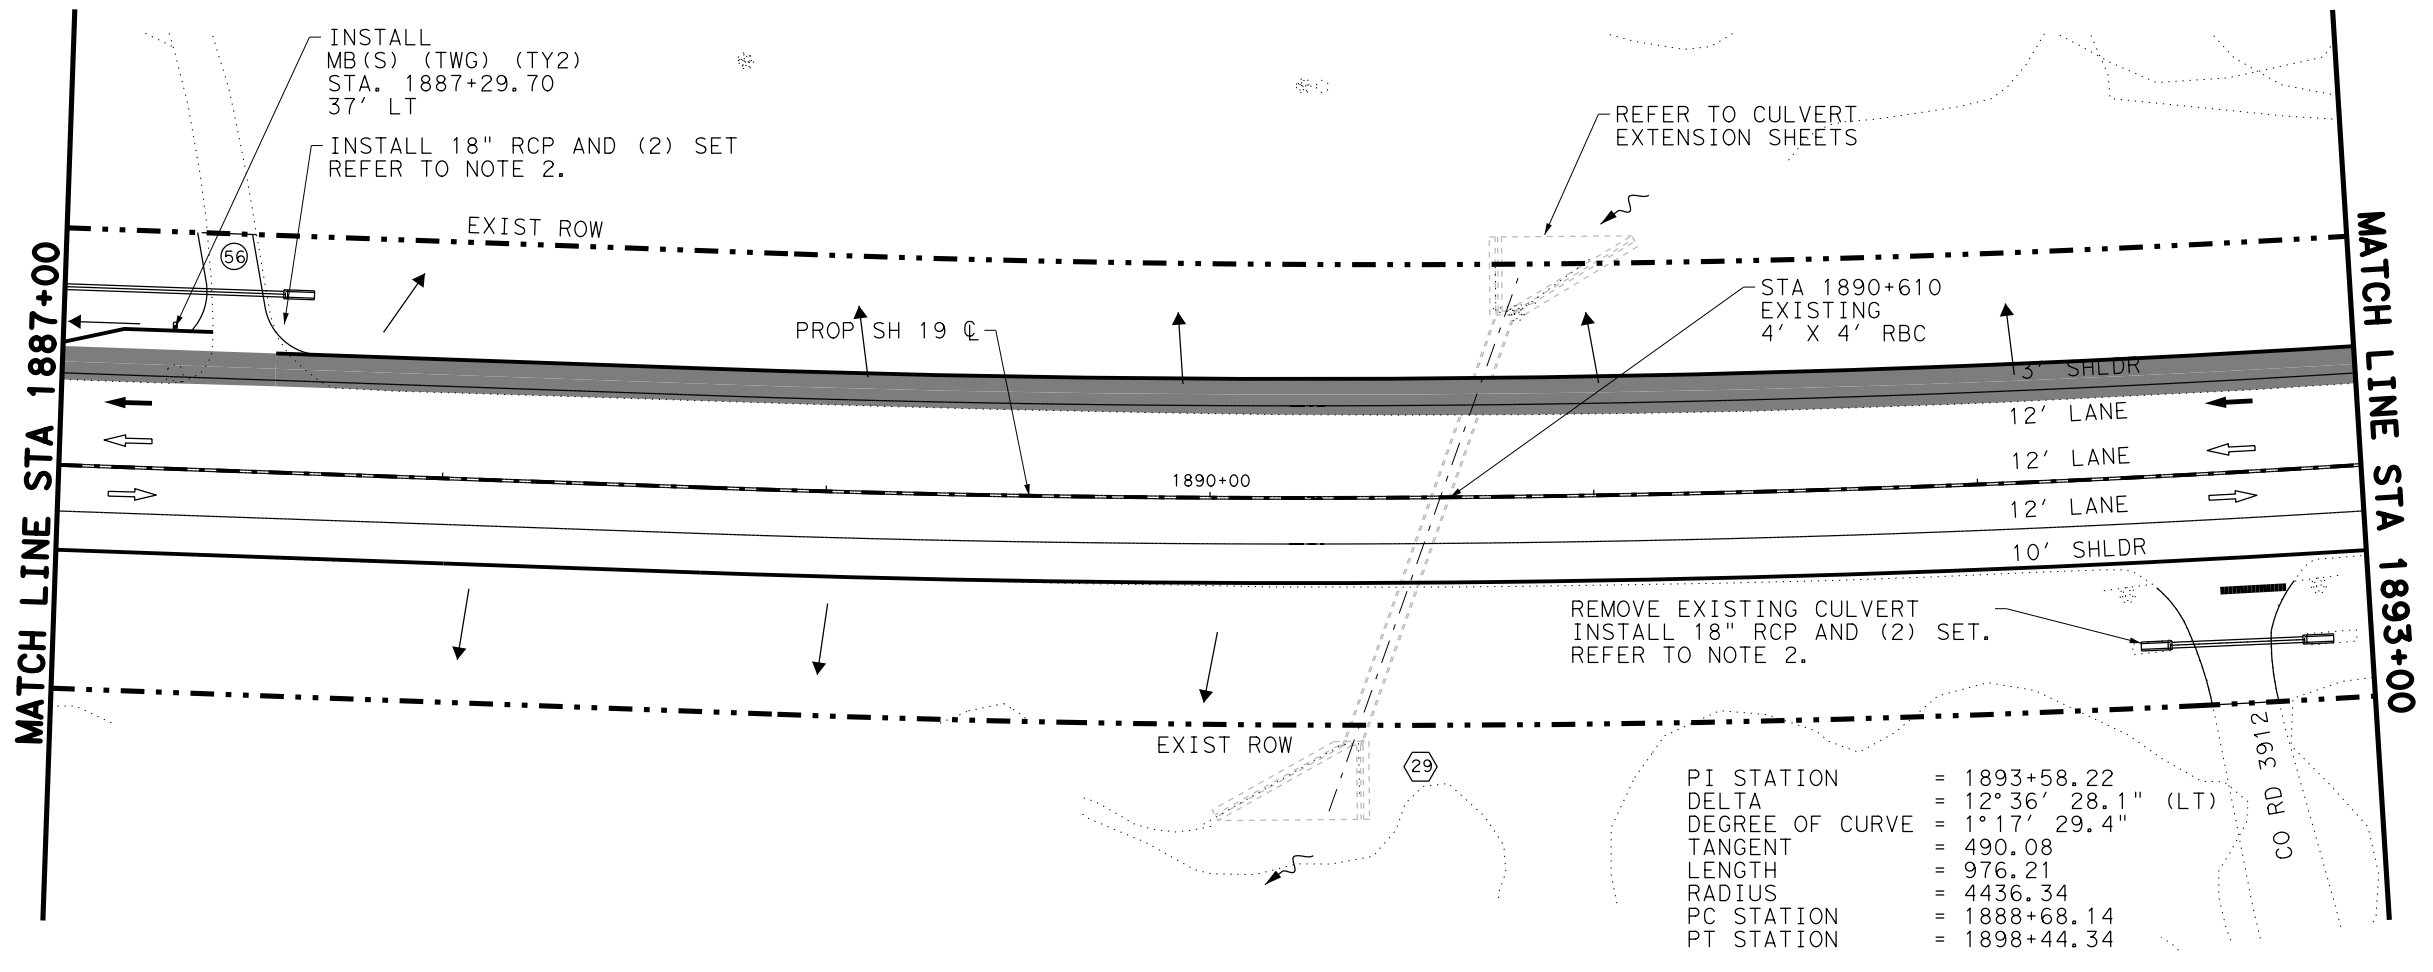 INSTALL
MB(S) (TWG) (TY2)
STA. 1887+29.70
37' LT
INSTALL 18" RCP AND (2) SET
REFER TO NOTE 2.
REFER TO CULVERT
EXTENSION SHEETS
EXIST ROW
56
MATCH LINE STA 1887+00
MATCH LINE STA 1893+00
PROP SH 19 ℄
STA 1890+610
EXISTING
4' X 4' RBC
3' SHLDR
12' LANE
12' LANE
1890+00
12' LANE
10' SHLDR
REMOVE EXISTING CULVERT
INSTALL 18" RCP AND (2) SET.
REFER TO NOTE 2.
EXIST ROW
29
CO RD 3912
PI STATION = 1893+58.22
DELTA = 12°36' 28.1" (LT)
DEGREE OF CURVE = 1°17' 29.4"
TANGENT = 490.08
LENGTH = 976.21
RADIUS = 4436.34
PC STATION = 1888+68.14
PT STATION = 1898+44.34